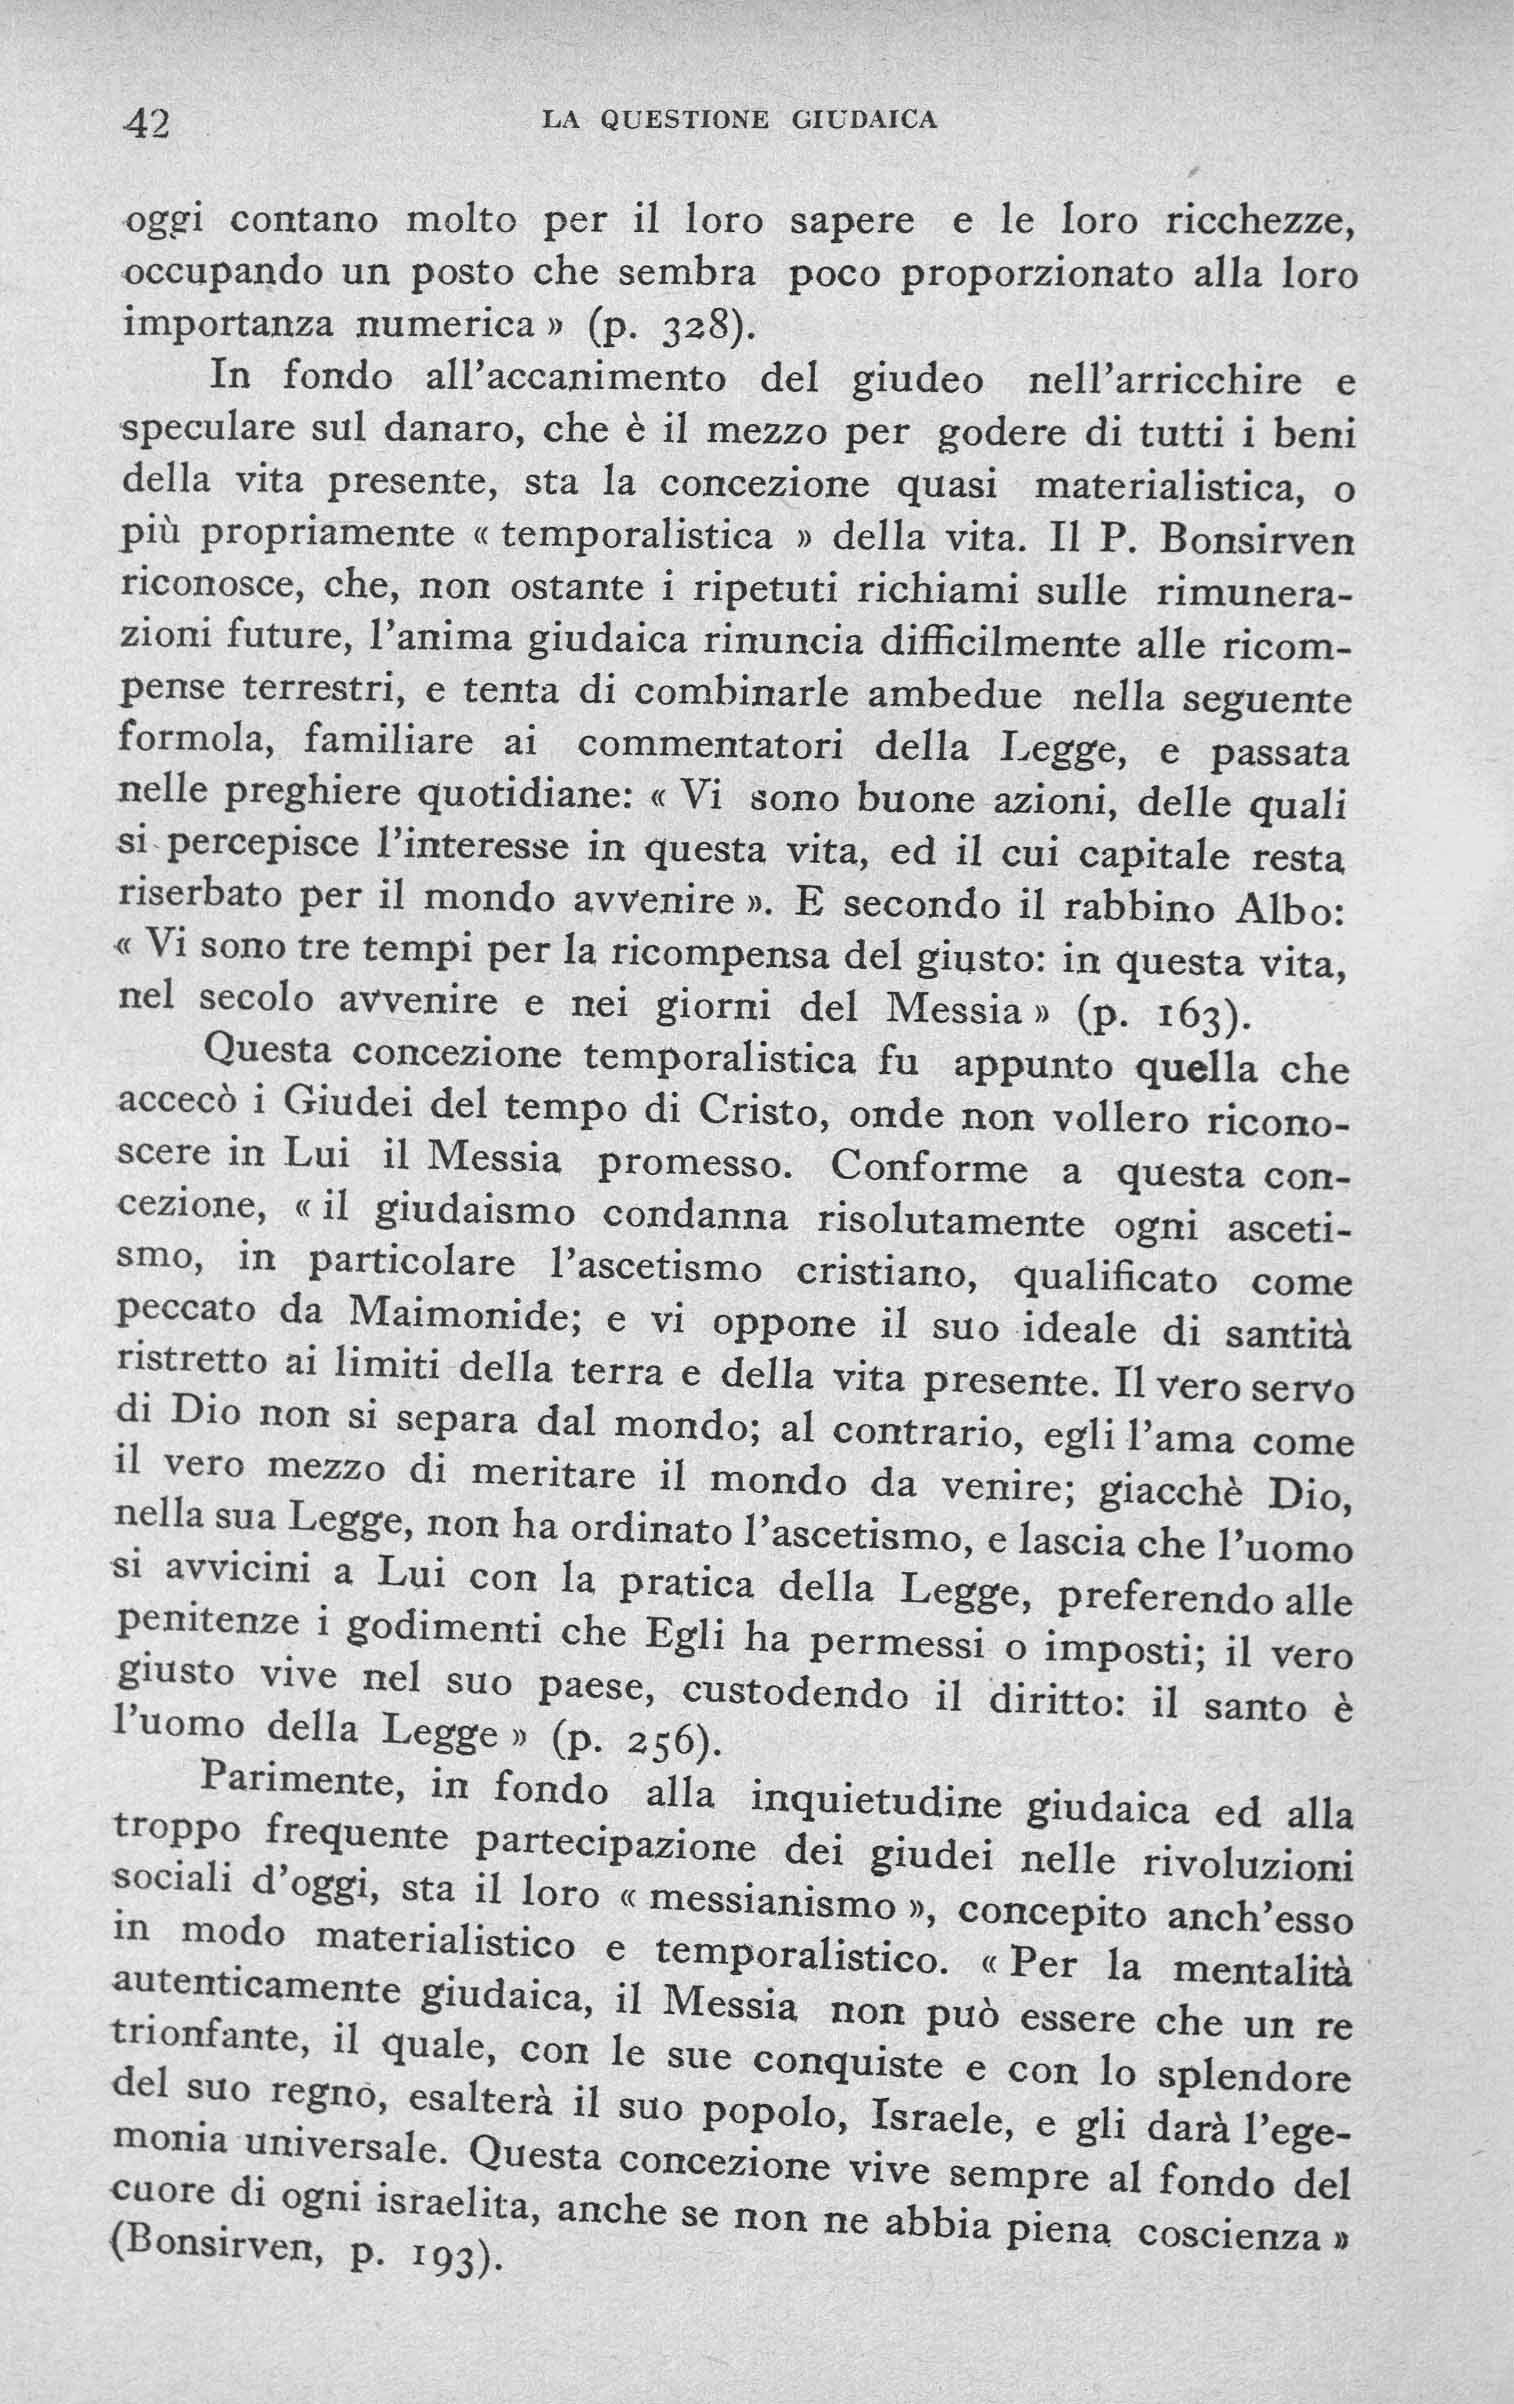 42
LA QUESTIONE GIUDAICA
oggi contano molto per il loro sapere e le loro ricchezze,
occupando un posto che sembra poco proporzionato alla loro
importanza numerica » (p. 328).
In fondo all'accanimento del giudeo nell'arricchire e
speculare sul danaro, che è il mezzo per godere di tutti i beni
della vita presente, sta la concezione quasi materialistica, o
più propriamente « temporalistica » della vita. Il P. Bonsirven
riconosce, che, non ostante i ripetuti richiami sulle rimunera-
zioni future, l'anima giudaica rinuncia difficilmente alle ricom-
pense terrestri, e tenta di combinarle ambedue nella seguente
formola, familiare ai commentatori della Legge, e passata
nelle preghiere quotidiane: « Vi sono buone azioni, delle quali
si percepisce l'interesse in questa vita, ed il cui capitale resta
riserbato per il mondo avvenire ». E secondo il rabbino Albo:
« Vi sono tre tempi per la ricompensa del giusto: in questa vita,
nel secolo avvenire e nei giorni del Messia » (p. 163).
Questa concezione temporalistica fu appunto quella che
accecò i Giudei del tempo di Cristo, onde non vollero ricono-
scere in Lui il Messia promesso. Conforme a questa con-
cezione, « il giudaismo condanna risolutamente ogni asceti-
smo, in particolare l'ascetismo cristiano, qualificato come
peccato da Maimonide; e vi oppone il suo ideale di santità
ristretto ai limiti della terra e della vita presente. Il vero servo
di Dio non si separa dal mondo; al contrario, egli l'ama come
il vero mezzo di meritare il mondo da venire; giacchè Dio,
nella sua Legge, non ha ordinato l'ascetismo, e lascia che l'uomo
si avvicini a Lui con la pratica della Legge, preferendo alle
penitenze i godimenti che Egli ha permessi o imposti; il vero
giusto vive nel suo paese, custodendo il diritto: il santo è
l'uomo della Legge » (p. 256).
Parimente, in fondo alla inquietudine giudaica ed alla
troppo frequente partecipazione dei giudei nelle rivoluzioni
sociali d'oggi, sta il loro « messianismo », concepito anch'esso
in modo materialistico e temporalistico. « Per la mentalità
autenticamente giudaica, il Messia non può essere che un re
trionfante, il quale, con le sue conquiste e con lo splendore
del suo regno, esalterà il suo popolo, Israele, e gli darà l'ege-
monia universale. Questa concezione vive sempre al fondo del
cuore di ogni israelita, anche se non ne abbia piena coscienza »
(Bonsirven, p. 193).